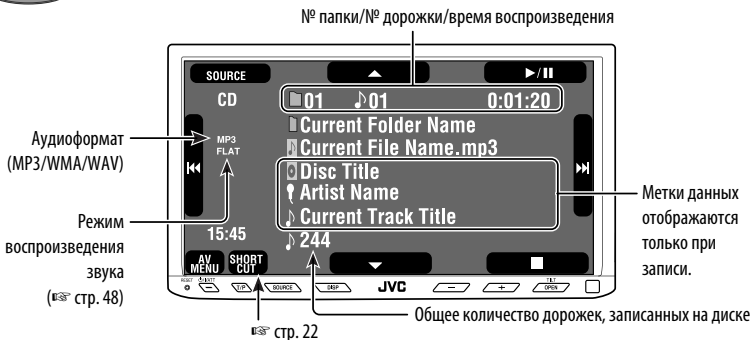 № папки/№ дорожки/время воспроизведения
SOURCE
CD
01 01 0:01:20
Current Folder Name
Current File Name.mp3
Disc Title
Artist Name
Current Track Title
244
MP3
FLAT
15:45
AV MENU
SHORT CUT
Аудиоформат
(MP3/WMA/WAV)
Режим
воспроизведения
звука
(☞ стр. 48)
Метки данных
отображаются
только при
записи.
RESET
T/P
SOURCE
DISP
JVC
TILT
OPEN
☞ стр. 22
Общее количество дорожек, записанных на диске